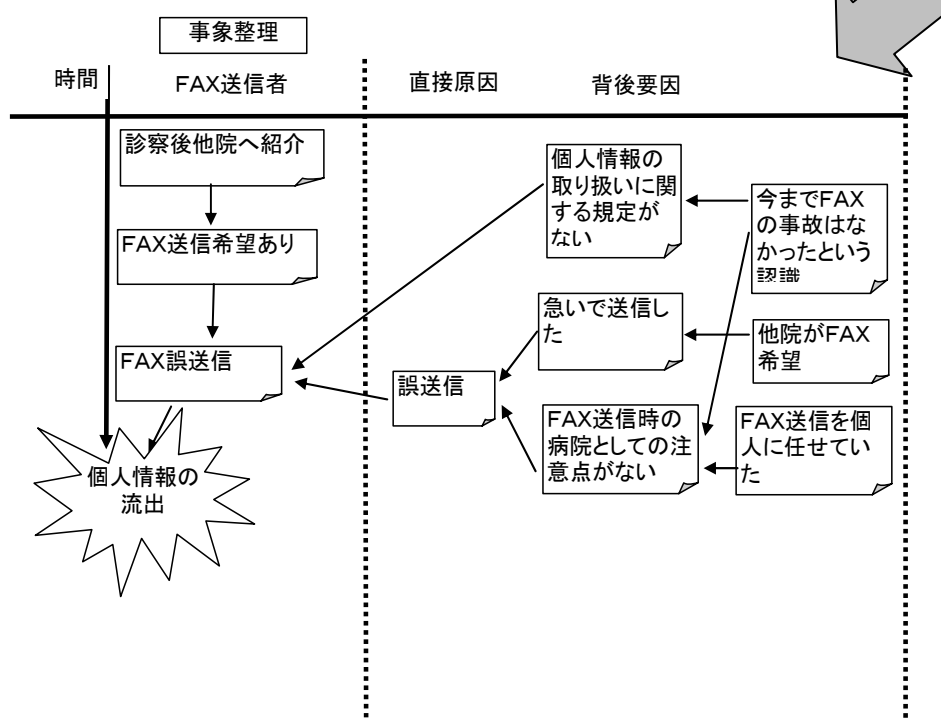 事象整理
時間
FAX送信者
直接原因
背後要因
診察後他院へ紹介
FAX送信希望あり
FAX誤送信
個人情報の
流出
誤送信
個人情報の
取り扱いに関
する規定が
ない
急いで送信し
た
FAX送信時の
病院としての注
意点がない
今までFAX
の事故はな
かったという
認識
他院がFAX
希望
FAX送信を個
人に任せてい
た